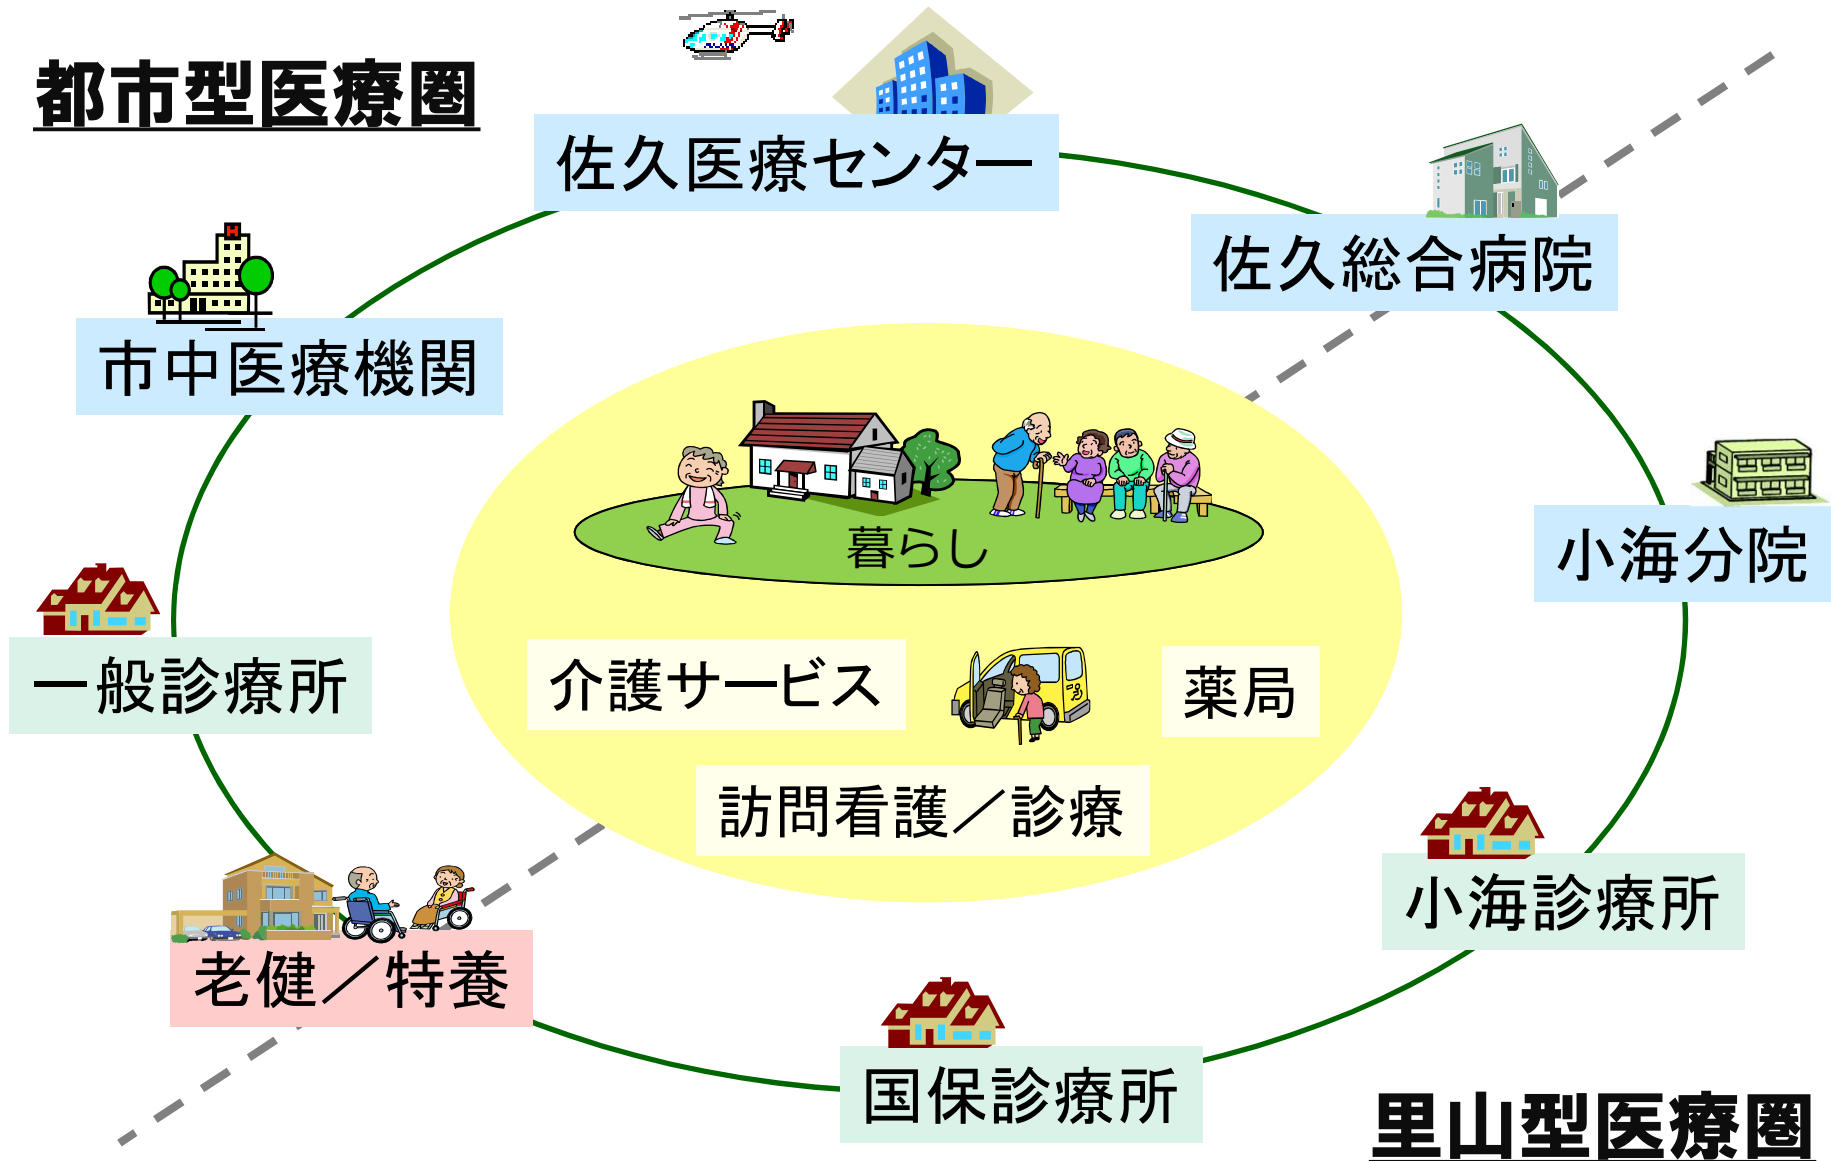 都市型医療圏
佐久医療センター
佐久総合病院
H
市中医療機関
小海分院
暮らし
一般診療所
介護サービス
薬局
訪問看護／診療
小海診療所
老健／特養
国保診療所
里山型医療圏